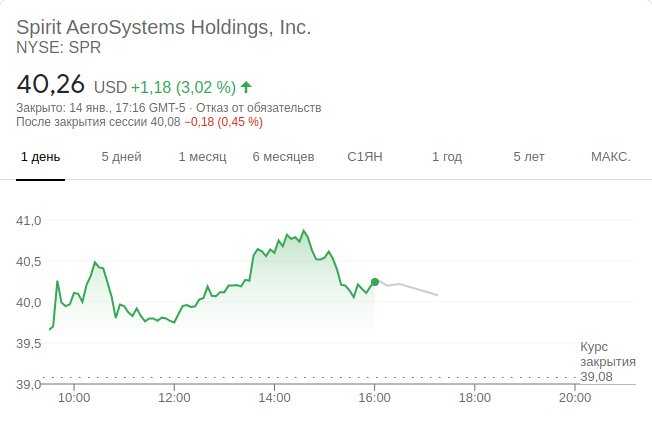 Spirit AeroSystems Holdings, Inc.
NYSE: SPR
40,26 USD +1,18 (3,02 %)
Закрыто: 14 янв., 17:16 GMT-5 · Отказ от обязательств
После закрытия сессии 40,08 −0,18 (0,45 %)
1 день 5 дней 1 месяц 6 месяцев С1ЯН 1 год 5 лет МАКС.
41,0
40,5
40,0
39,5
Курс
закрытия
39,08
39,0
10:00 12:00 14:00 16:00 18:00 20:00